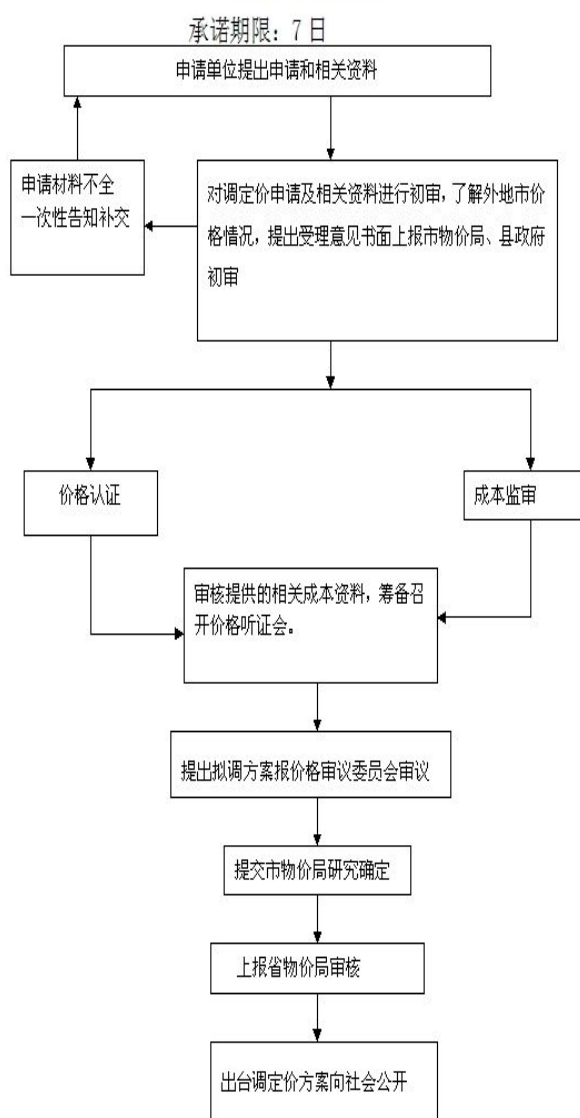 承诺期限：7 日
申请单位提出申请和相关资料
申请材料不全
一次性告知补交
对调定价申请及相关资料进行初审，了解外地市价
格情况，提出受理意见书面上报市物价局、县政府
初审
价格认证
成本监审
审核提供的相关成本资料，筹备召
开价格听证会。
提出拟调方案报价格审议委员会审议
提交市物价局研究确定
上报省物价局审核
出台调定价方案向社会公开